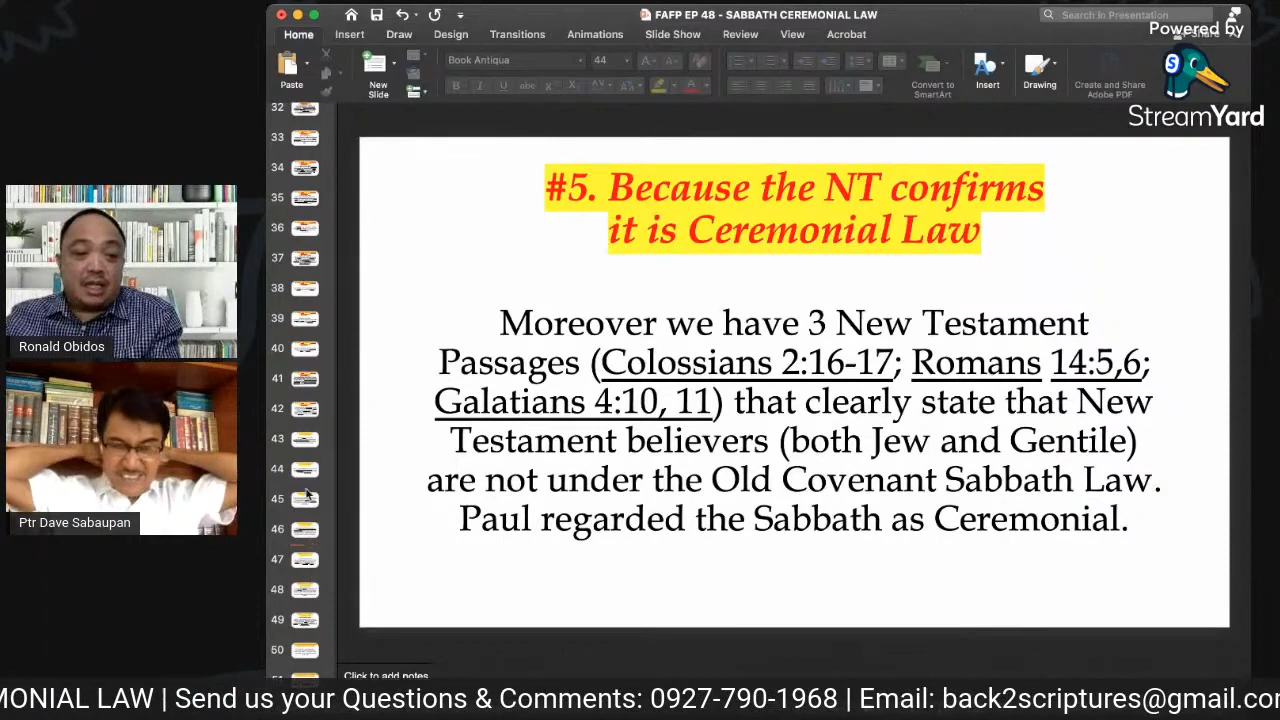 FAFP EP 48 - SABBATH CEREMONIAL LAW
Search in Presentation
Powered by
StreamYard
Home Insert Draw Design Transitions Animations Slide Show Review View Acrobat
Share
Paste
New
Slide
Book Antiqua
44
Convert to
SmartArt
Insert
Drawing
Create and Share
Adobe PDF
32
33
34
35
36
37
38
39
40
41
42
43
44
45
46
47
48
49
50
#5. Because the NT confirms
it is Ceremonial Law
Moreover we have 3 New Testament
Passages (Colossians 2:16-17; Romans 14:5,6;
Galatians 4:10, 11) that clearly state that New
Testament believers (both Jew and Gentile)
are not under the Old Covenant Sabbath Law.
Paul regarded the Sabbath as Ceremonial.
Ronald Obidos
Ptr Dave Sabaupan
Click to add notes
MONIAL LAW | Send us your Questions & Comments: 0927-790-1968 | Email: back2scriptures@gmail.co